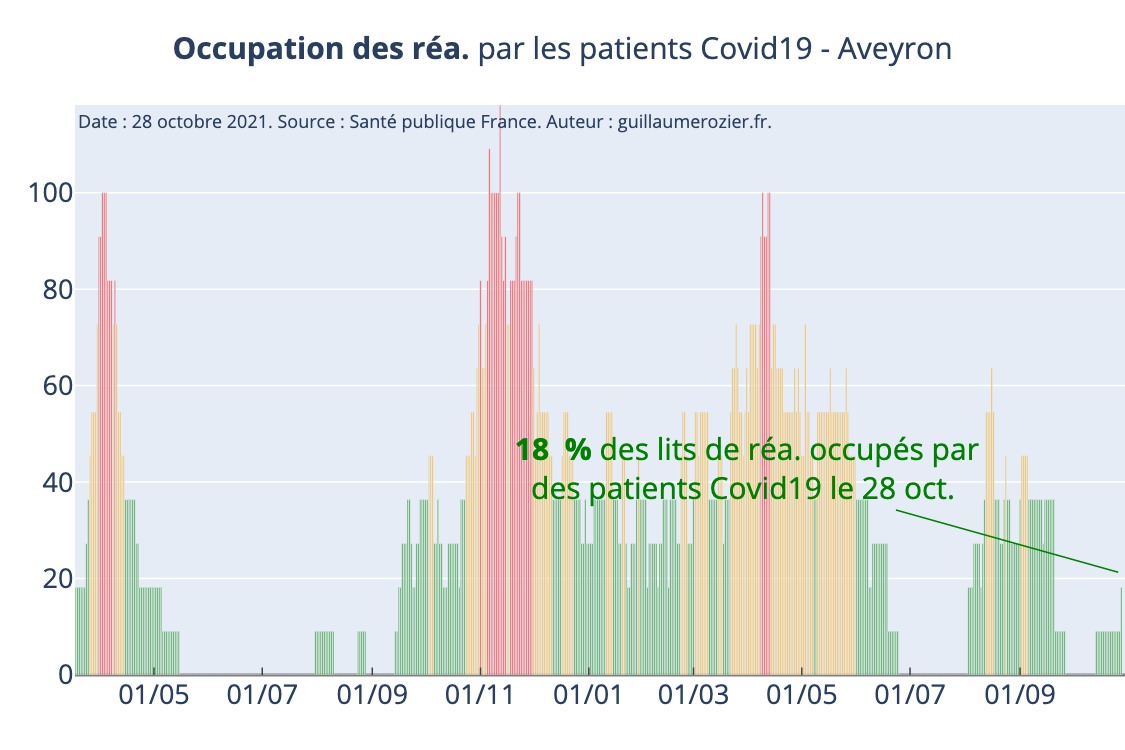 Occupation des réa. par les patients Covid19 - Aveyron
Date : 28 octobre 2021. Source : Santé publique France. Auteur : guillaumerozier.fr.
100
80
60
40
20
0
18 % des lits de réa. occupés par
des patients Covid19 le 28 oct.
01/05 01/07 01/09 01/11 01/01 01/03 01/05 01/07 01/09